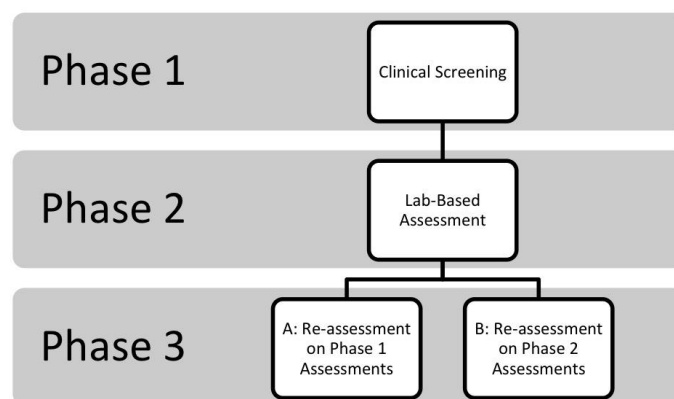 Phase 1
Clinical Screening
Phase 2
Lab-Based
Assessment
Phase 3
A: Re-assessment
on Phase 1
Assessments
B: Re-assessment
on Phase 2
Assessments